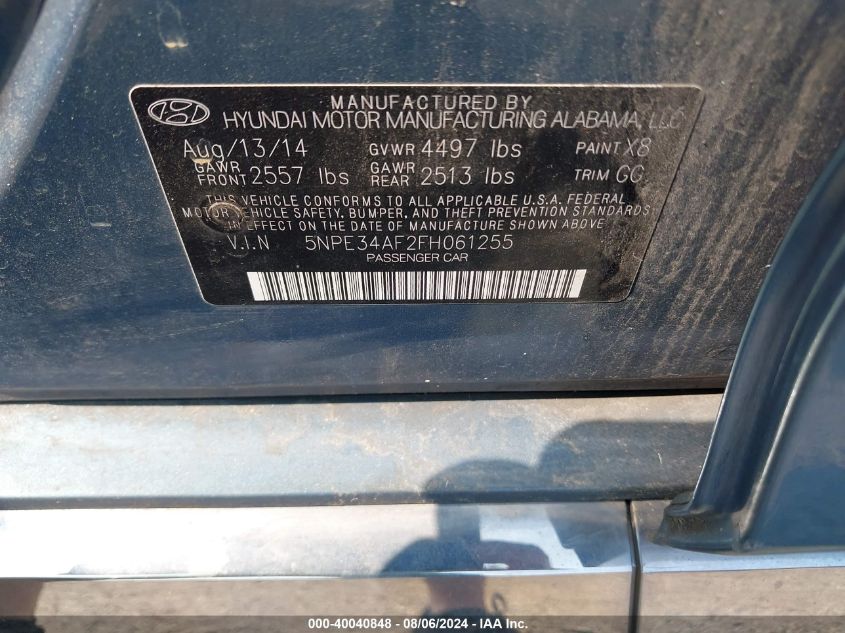 MANUFACTURED BY
HYUNDAI MOTOR MANUFACTURING ALABAMA, LLC
Aug/13/14 GVWR 4497 lbs PAINT X8
GAWR FRONT 2557 lbs GAWR REAR 2513 lbs TRIM GG
THIS VEHICLE CONFORMS TO ALL APPLICABLE U.S.A. FEDERAL
MOTOR VEHICLE SAFETY, BUMPER, AND THEFT PREVENTION STANDARDS
IN EFFECT ON THE DATE OF MANUFACTURE SHOWN ABOVE
V.I.N 5NPE34AF2FH061255
PASSENGER CAR
000-40040848 - 08/06/2024 - IAA Inc.